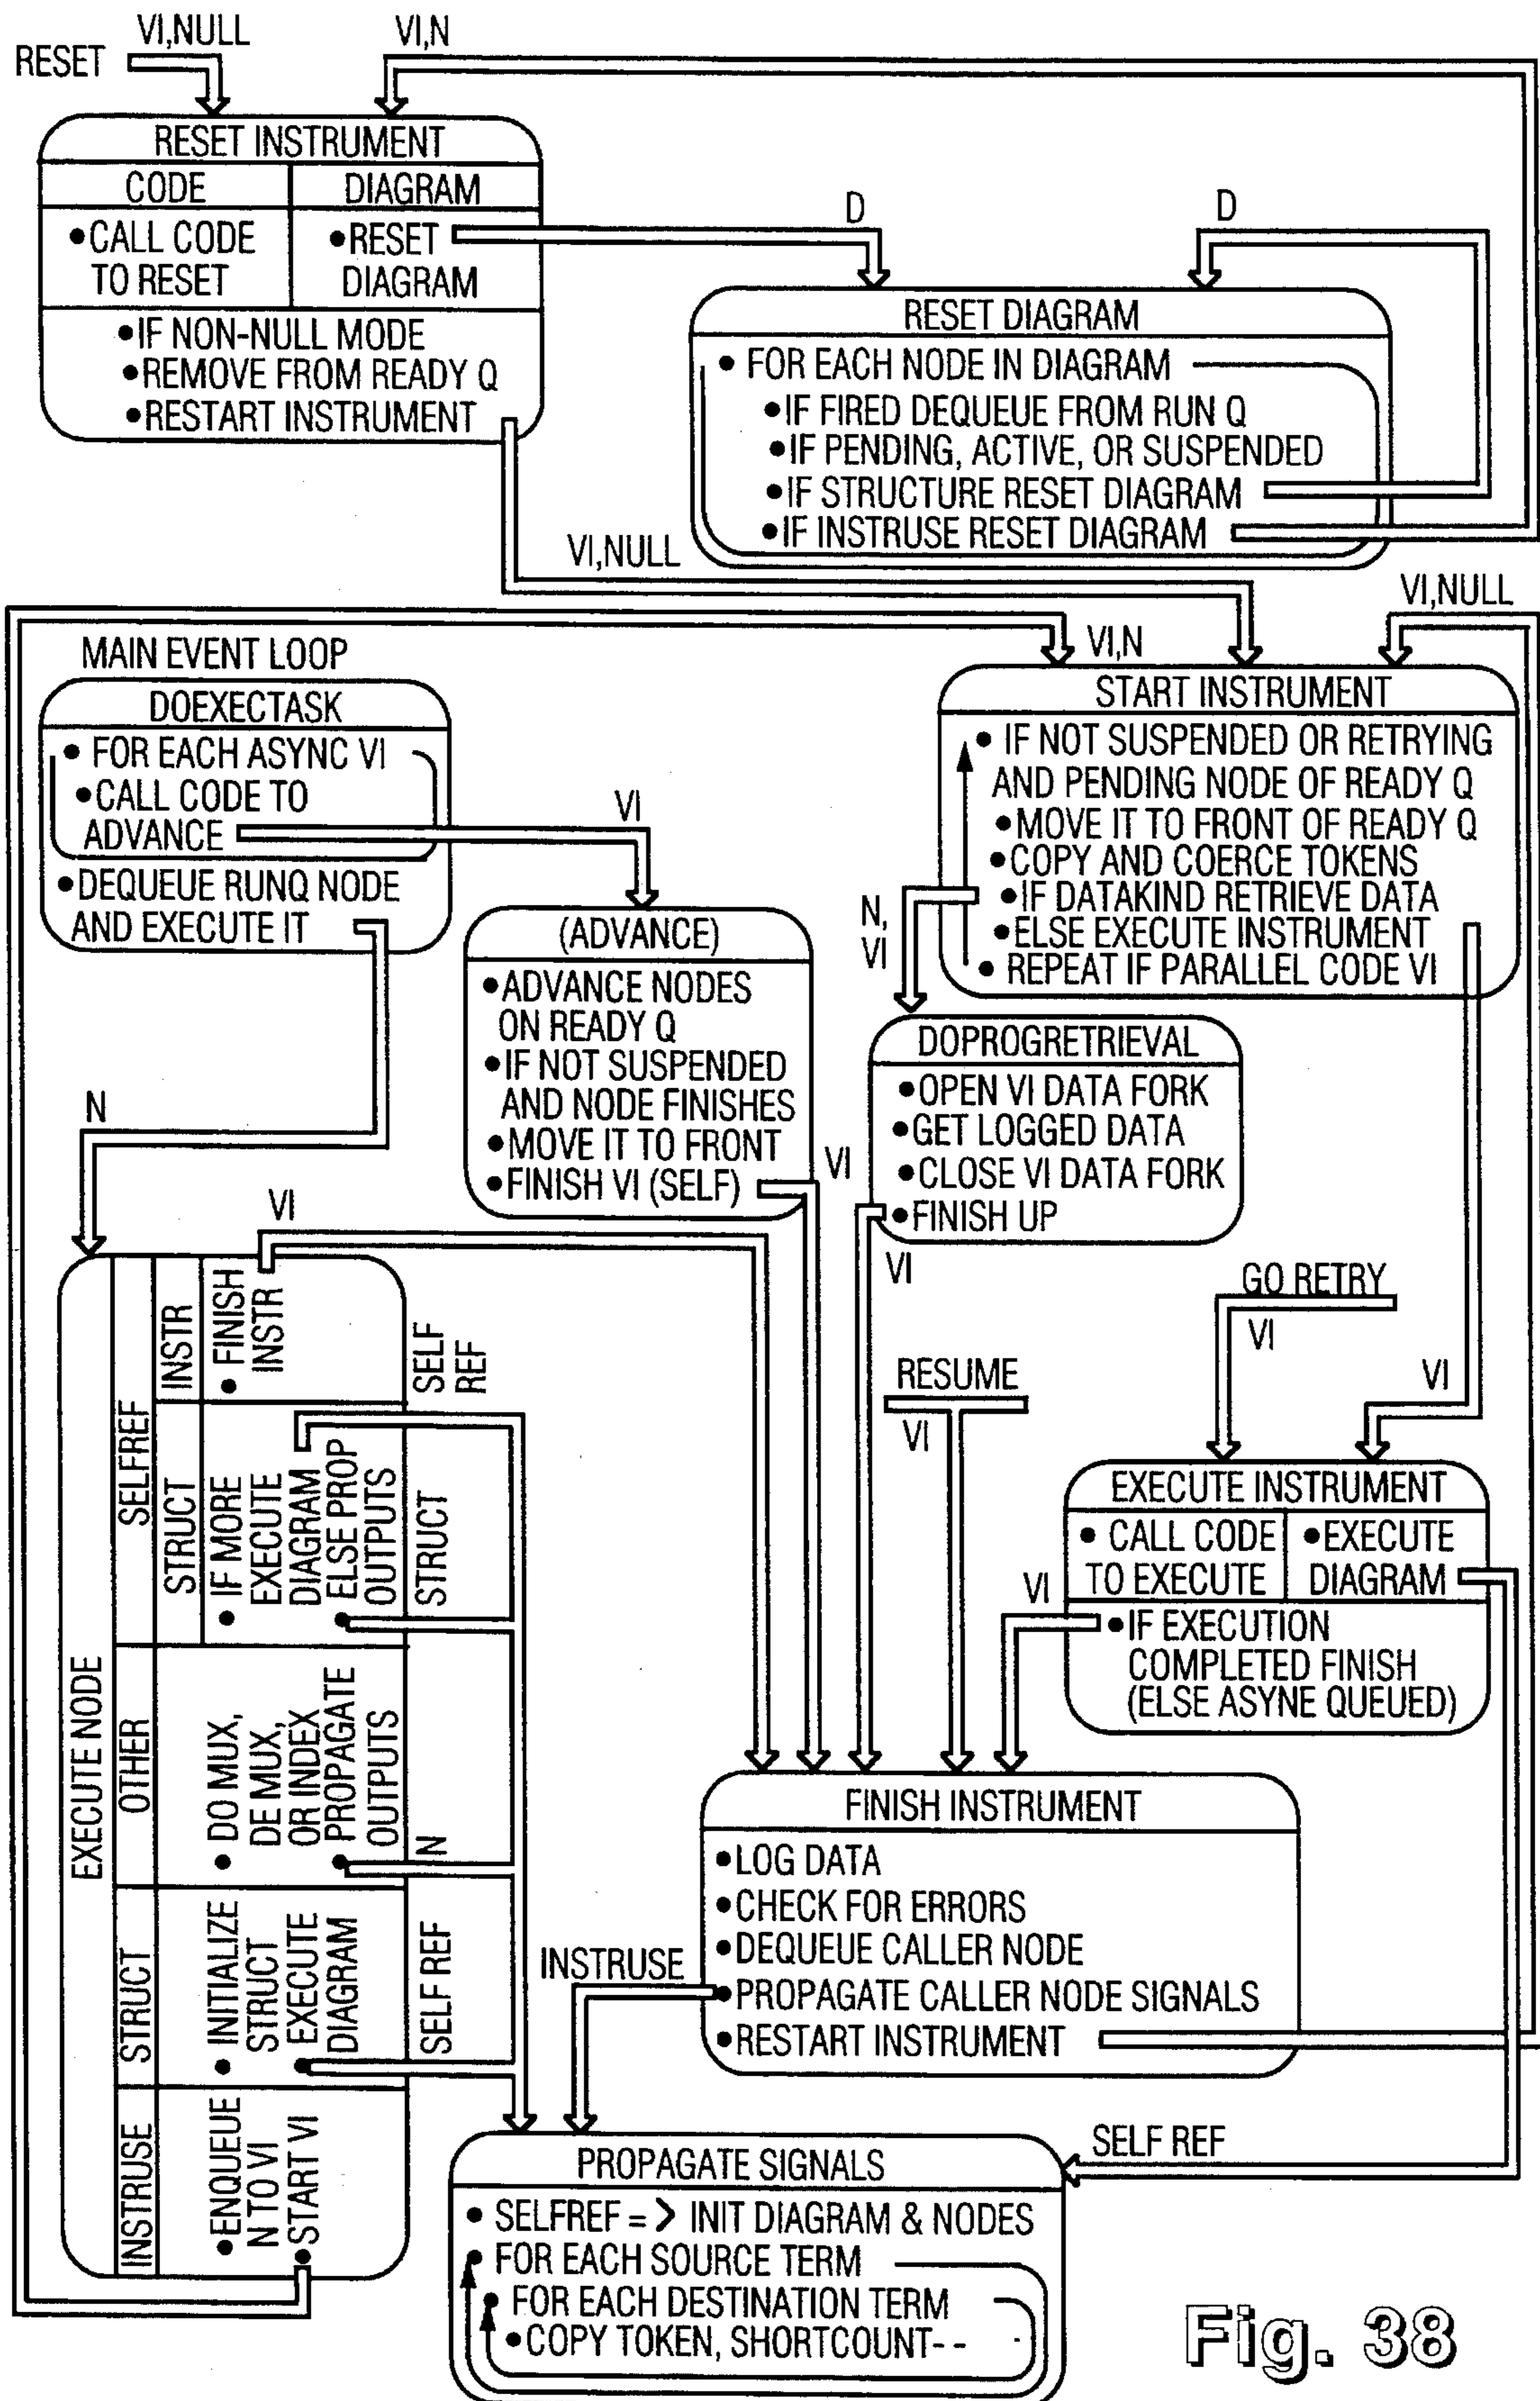 VI,NULL
VI,N
RESET
RESET INSTRUMENT
CODE
DIAGRAM
•CALL CODE
TO RESET
•RESET
DIAGRAM
•IF NON-NULL MODE
•REMOVE FROM READY Q
•RESTART INSTRUMENT
D
D
RESET DIAGRAM
• FOR EACH NODE IN DIAGRAM
•IF FIRED DEQUEUE FROM RUN Q
•IF PENDING, ACTIVE, OR SUSPENDED
•IF STRUCTURE RESET DIAGRAM
•IF INSTRUSE RESET DIAGRAM
VI,NULL
VI,NULL
VI,N
MAIN EVENT LOOP
DOEXECTASK
• FOR EACH ASYNC VI
•CALL CODE TO
ADVANCE
•DEQUEUE RUNQ NODE
AND EXECUTE IT
VI
START INSTRUMENT
• IF NOT SUSPENDED OR RETRYING
AND PENDING NODE OF READY Q
•MOVE IT TO FRONT OF READY Q
•COPY AND COERCE TOKENS
•IF DATAKIND RETRIEVE DATA
•ELSE EXECUTE INSTRUMENT
• REPEAT IF PARALLEL CODE VI
N,
VI
(ADVANCE)
•ADVANCE NODES
ON READY Q
•IF NOT SUSPENDED
AND NODE FINISHES
•MOVE IT TO FRONT
•FINISH VI (SELF)
VI
DOPROGRETRIEVAL
•OPEN VI DATA FORK
•GET LOGGED DATA
•CLOSE VI DATA FORK
•FINISH UP
VI
N
VI
GO RETRY
VI
VI
RESUME
VI
EXECUTE NODE
SELFREF
INSTR
• FINISH
INSTR
SELF
REF
STRUCT
• IF MORE
EXECUTE
DIAGRAM
• ELSE PROP
OUTPUTS
STRUCT
OTHER
• DO MUX,
DE MUX,
OR INDEX
• PROPAGATE
OUTPUTS
N
STRUCT
• INITIALIZE
STRUCT
• EXECUTE
DIAGRAM
SELF REF
INSTRUSE
•ENQUEUE
N TO VI
•START VI
EXECUTE INSTRUMENT
• CALL CODE
TO EXECUTE
•EXECUTE
DIAGRAM
VI
•IF EXECUTION
COMPLETED FINISH
(ELSE ASYNE QUEUED)
FINISH INSTRUMENT
•LOG DATA
•CHECK FOR ERRORS
•DEQUEUE CALLER NODE
•PROPAGATE CALLER NODE SIGNALS
•RESTART INSTRUMENT
INSTRUSE
SELF REF
PROPAGATE SIGNALS
• SELFREF = > INIT DIAGRAM & NODES
• FOR EACH SOURCE TERM
• FOR EACH DESTINATION TERM
•COPY TOKEN, SHORTCOUNT- -
Fig. 38